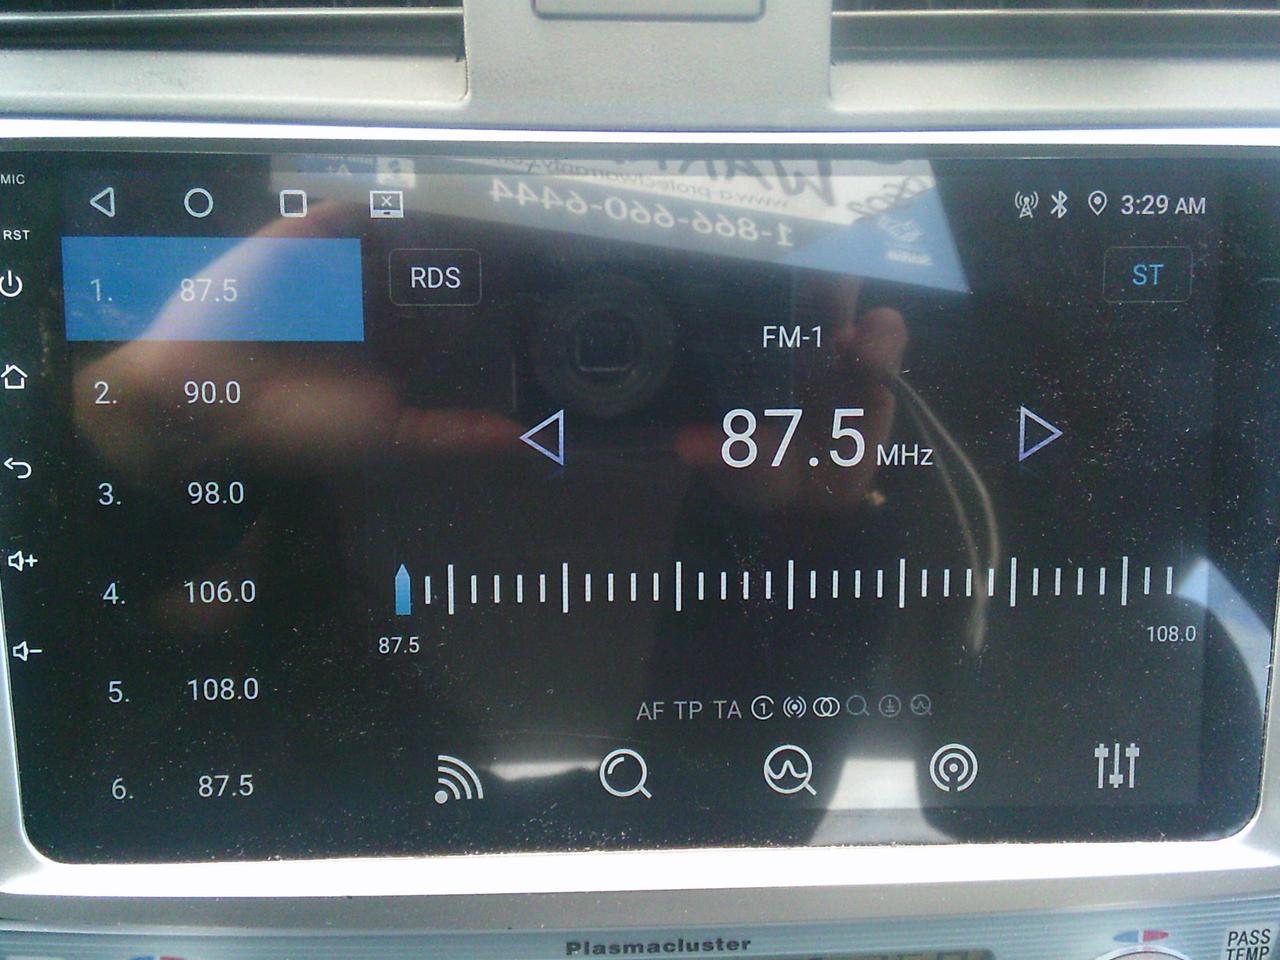 MIC
RST
3:29 AM
1. 87.5
2. 90.0
3. 98.0
4. 106.0
5. 108.0
6. 87.5
RDS
ST
FM-1
87.5 MHz
87.5
108.0
AF TP TA 1
1-866-660-6444
Plasmacluster
PASS
TEMP